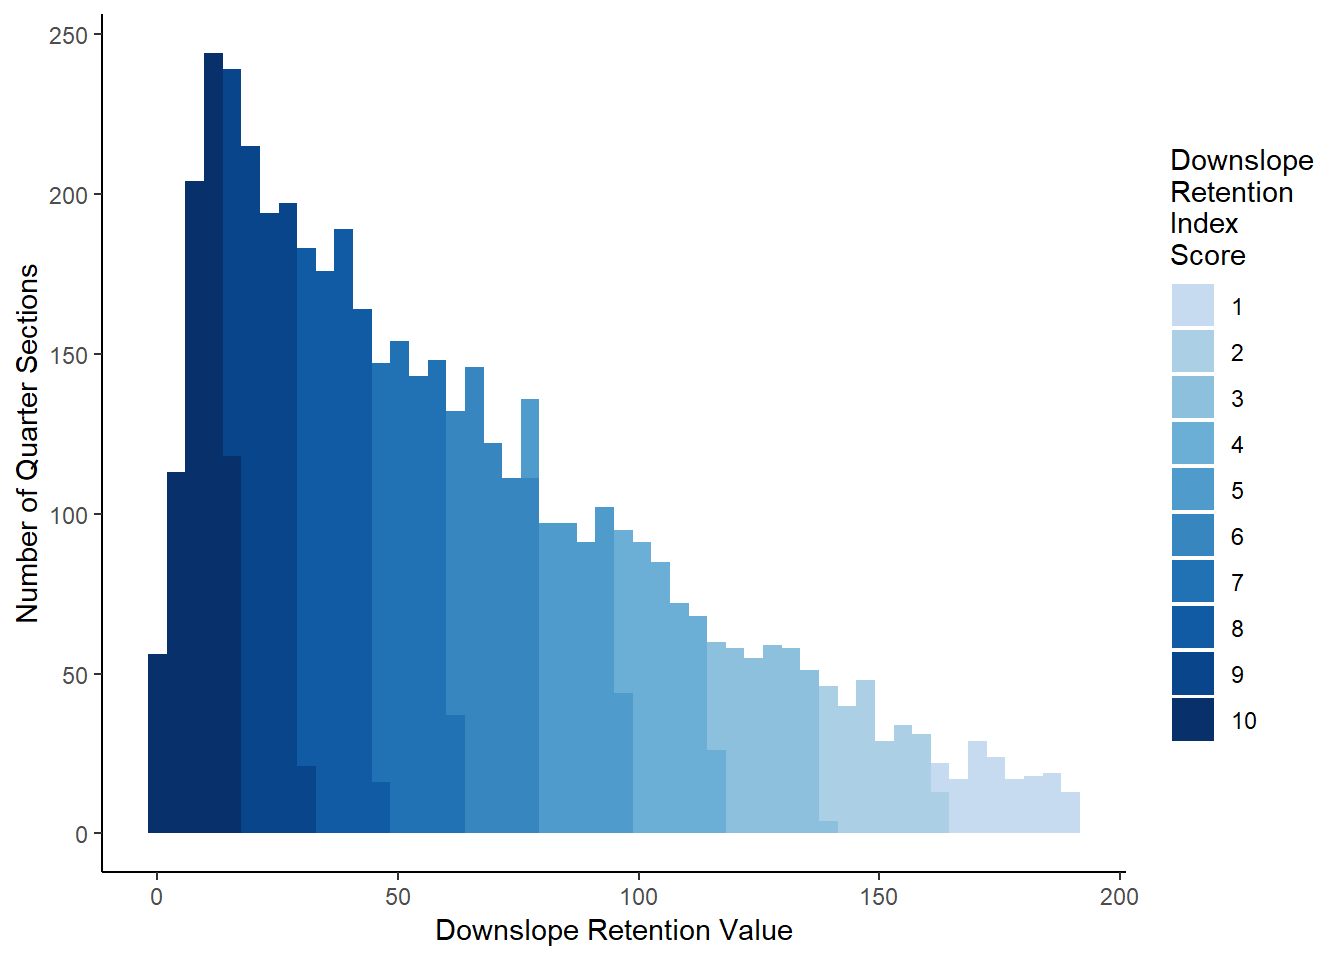 250
200
150
100
50
0
Number of Quarter Sections
0 50 100 150 200
Downslope Retention Value
Downslope
Retention
Index
Score
1
2
3
4
5
6
7
8
9
10